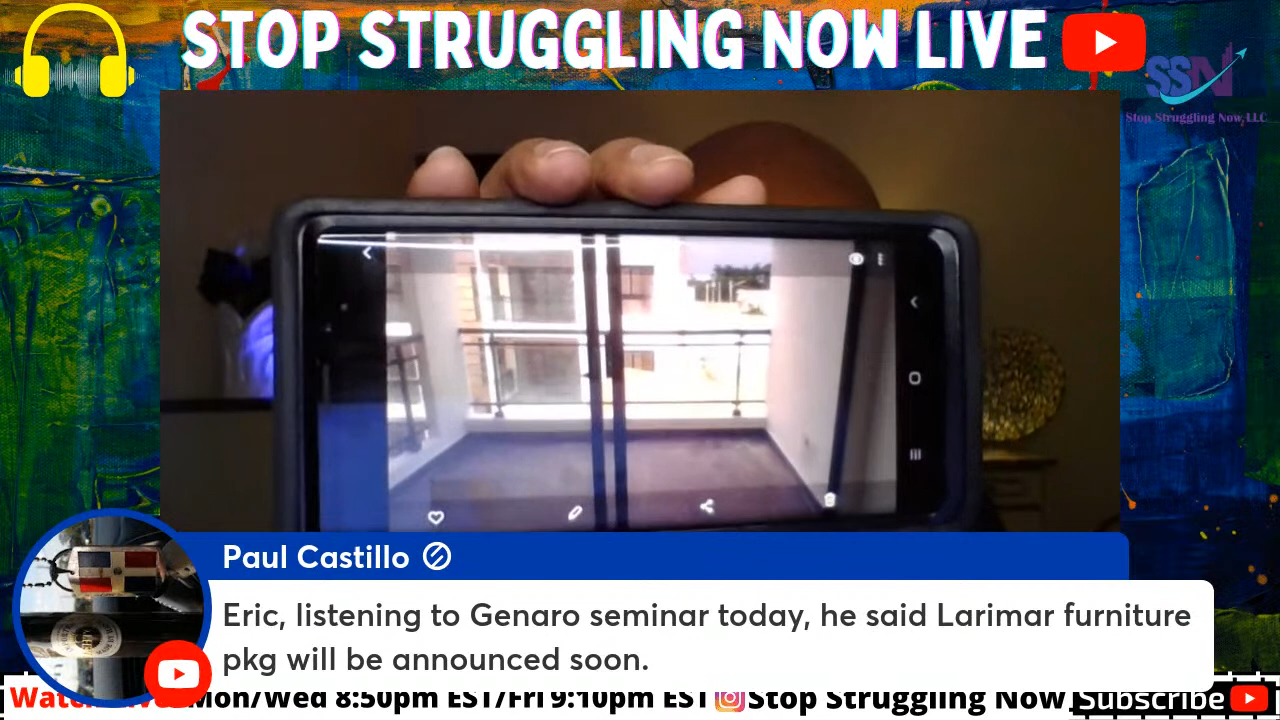 STOP STRUGGLING NOW LIVE
SSN
Stop Struggling Now, LLC
Paul Castillo
Eric, listening to Genaro seminar today, he said Larimar furniture
pkg will be announced soon.
Mon/Wed 8:50pm EST/Fri 9:10pm EST Stop Struggling Now, Subscribe